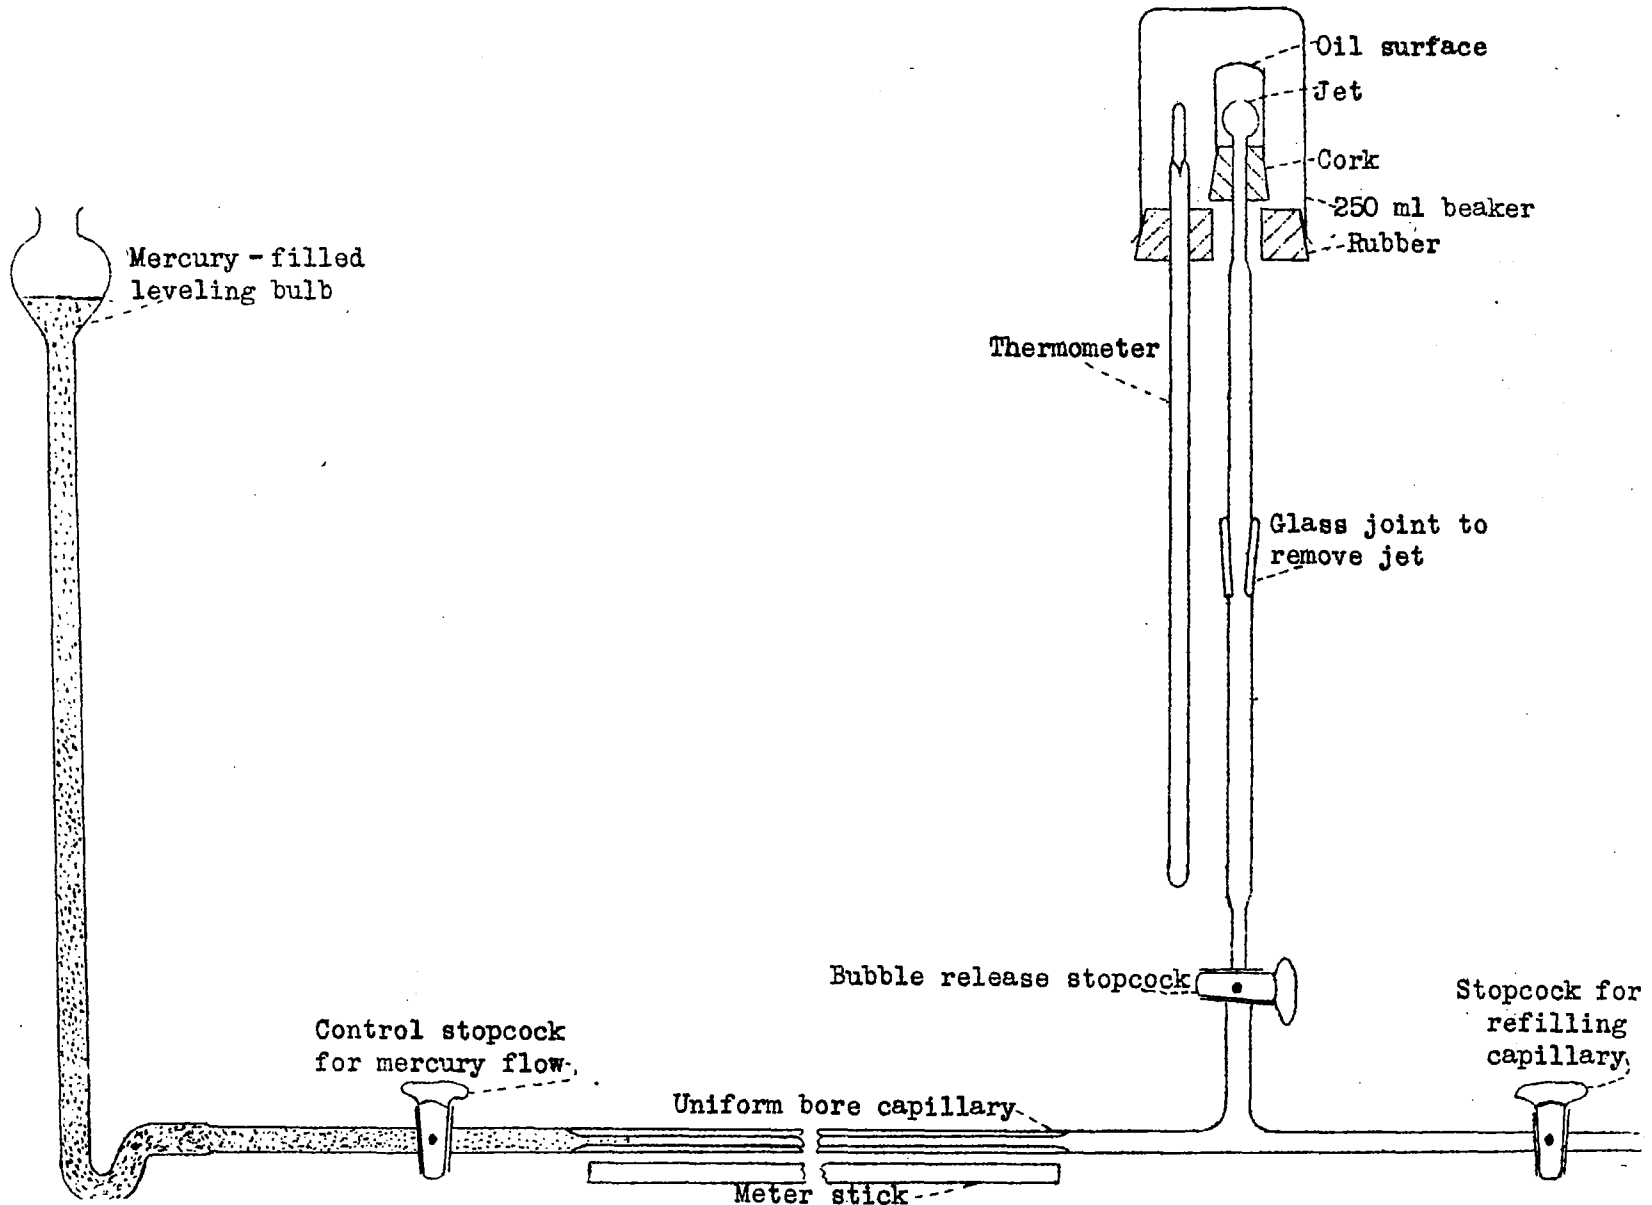 Oil surface
Jet
Cork
250 ml beaker
Rubber
Mercury - filled
leveling bulb
Thermometer
Glass joint to
remove jet
Bubble release stopcock
Stopcock for
refilling
capillary
Control stopcock
for mercury flow
Uniform bore capillary
Meter stick